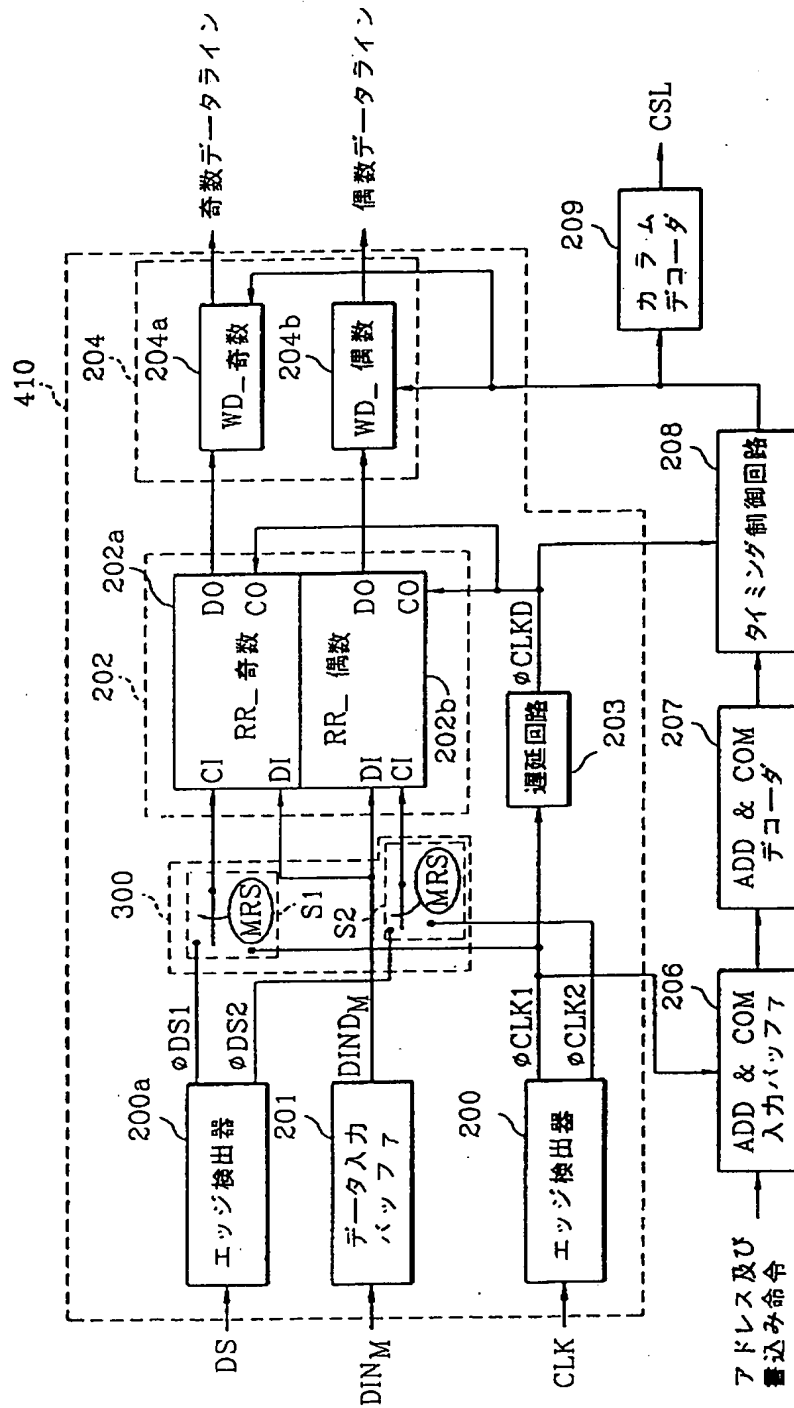 410
DS
エッジ検出器
200a
øDS1
øDS2
DINM
データ入力
バッファ
201
DINDM
CLK
エッジ検出器
200
øCLK1
øCLK2
300
MRS
S1
S2
MRS
202
202a
CI
DI
RR_奇数
DO
CO
DI
CI
RR_偶数
DO
CO
202b
遅延回路
203
øCLKD
204
204a
WD_奇数
204b
WD_偶数
奇数データライン
偶数データライン
アドレス及び
書込み命令
206
ADD & COM
入力バッファ
207
ADD & COM
デコーダ
208
タイミング制御回路
209
カラム
デコーダ
CSL